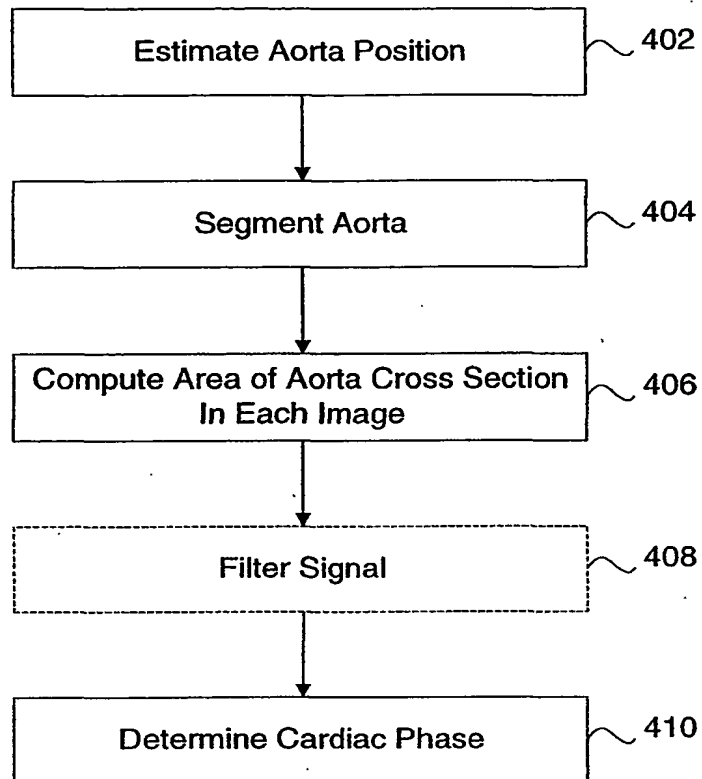 Estimate Aorta Position
402
Segment Aorta
404
Compute Area of Aorta Cross Section
In Each Image
406
Filter Signal
408
Determine Cardiac Phase
410